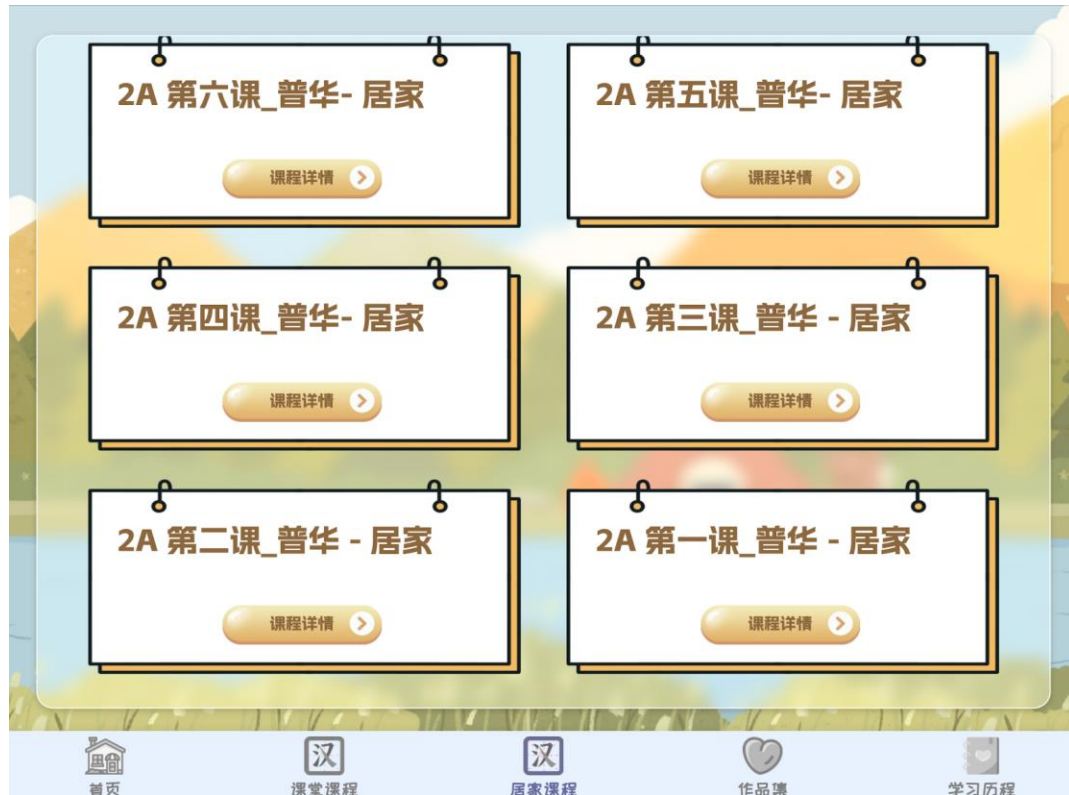 2A 第六课_普华- 居家
课程详情
2A 第五课_普华- 居家
课程详情
2A 第四课_普华- 居家
课程详情
2A 第三课_普华 - 居家
课程详情
2A 第二课_普华 - 居家
课程详情
2A 第一课_普华 - 居家
课程详情
汉
汉
首页
课堂课程
居家课程
作品集
学习历程